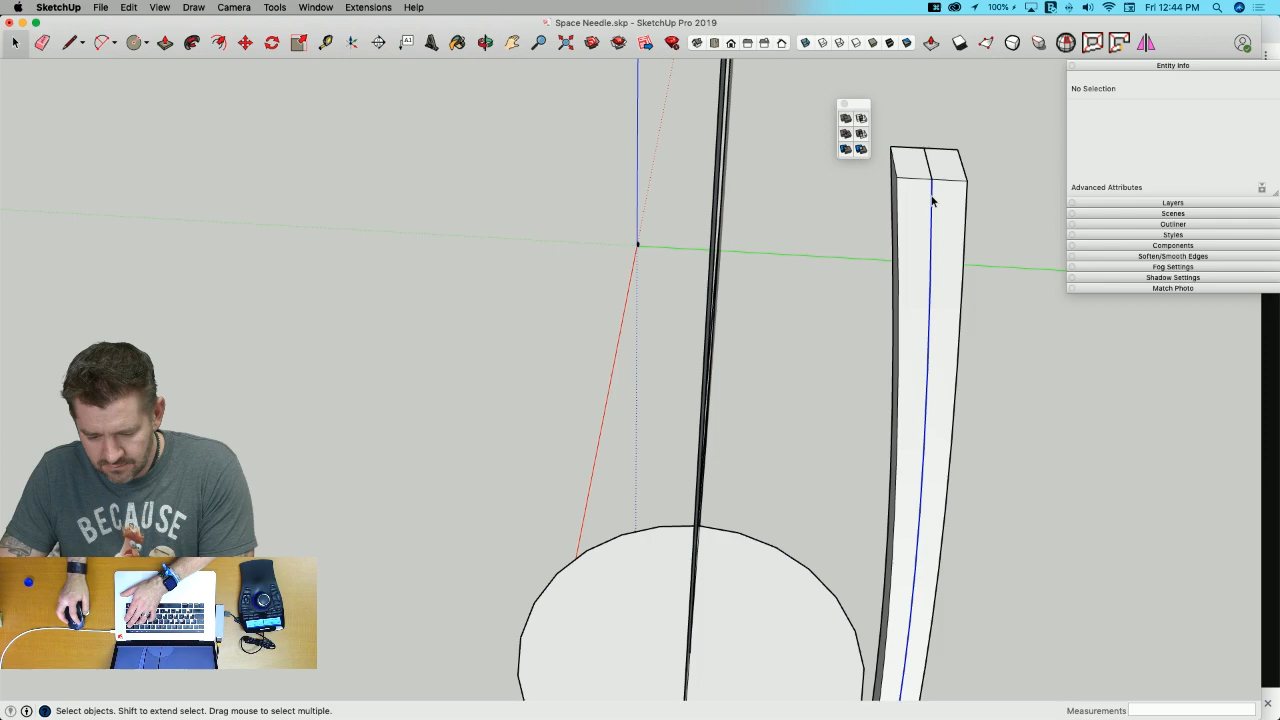 SketchUp File Edit View Draw Camera Tools Window Extensions Help 100% Fri 12:44 PM
Space Needle.skp - SketchUp Pro 2019
Entity Info
No Selection
Advanced Attributes
Layers
Scenes
Outliner
Styles
Components
Soften/Smooth Edges
Fog Settings
Shadow Settings
Match Photo
BECAUSE
Select objects. Shift to extend select. Drag mouse to select multiple.
Measurements